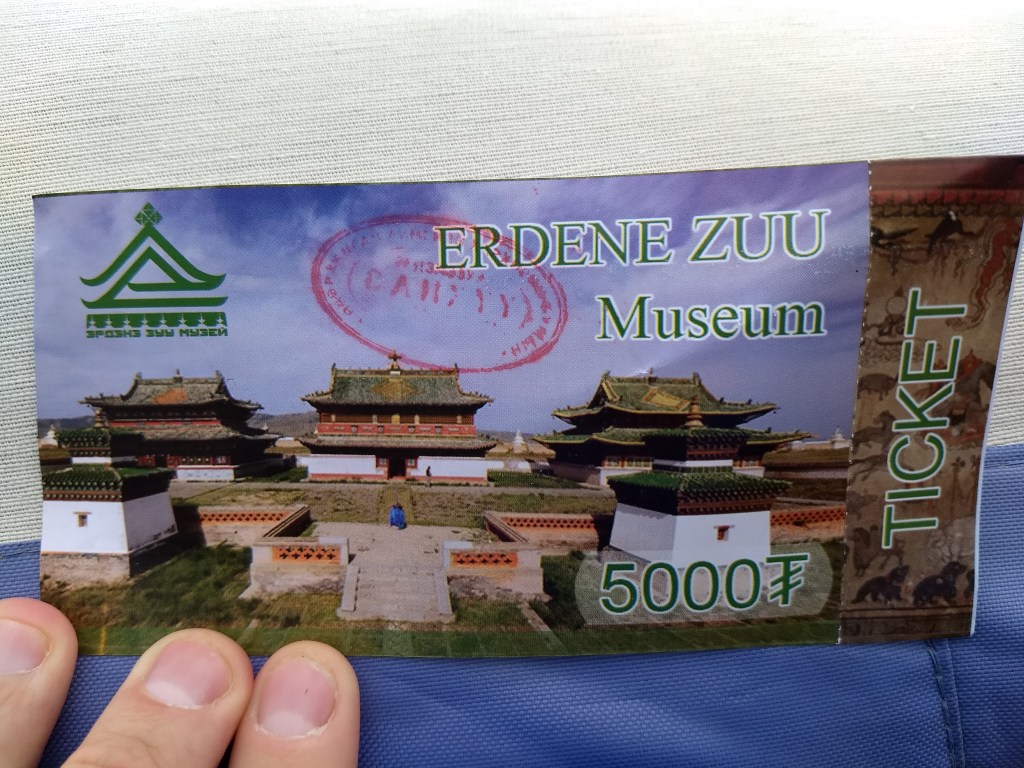 ERDENE ZUU
Museum
ЭРДЭНЭ ЗУУ МУЗЕЙ
5000₮
TICKET